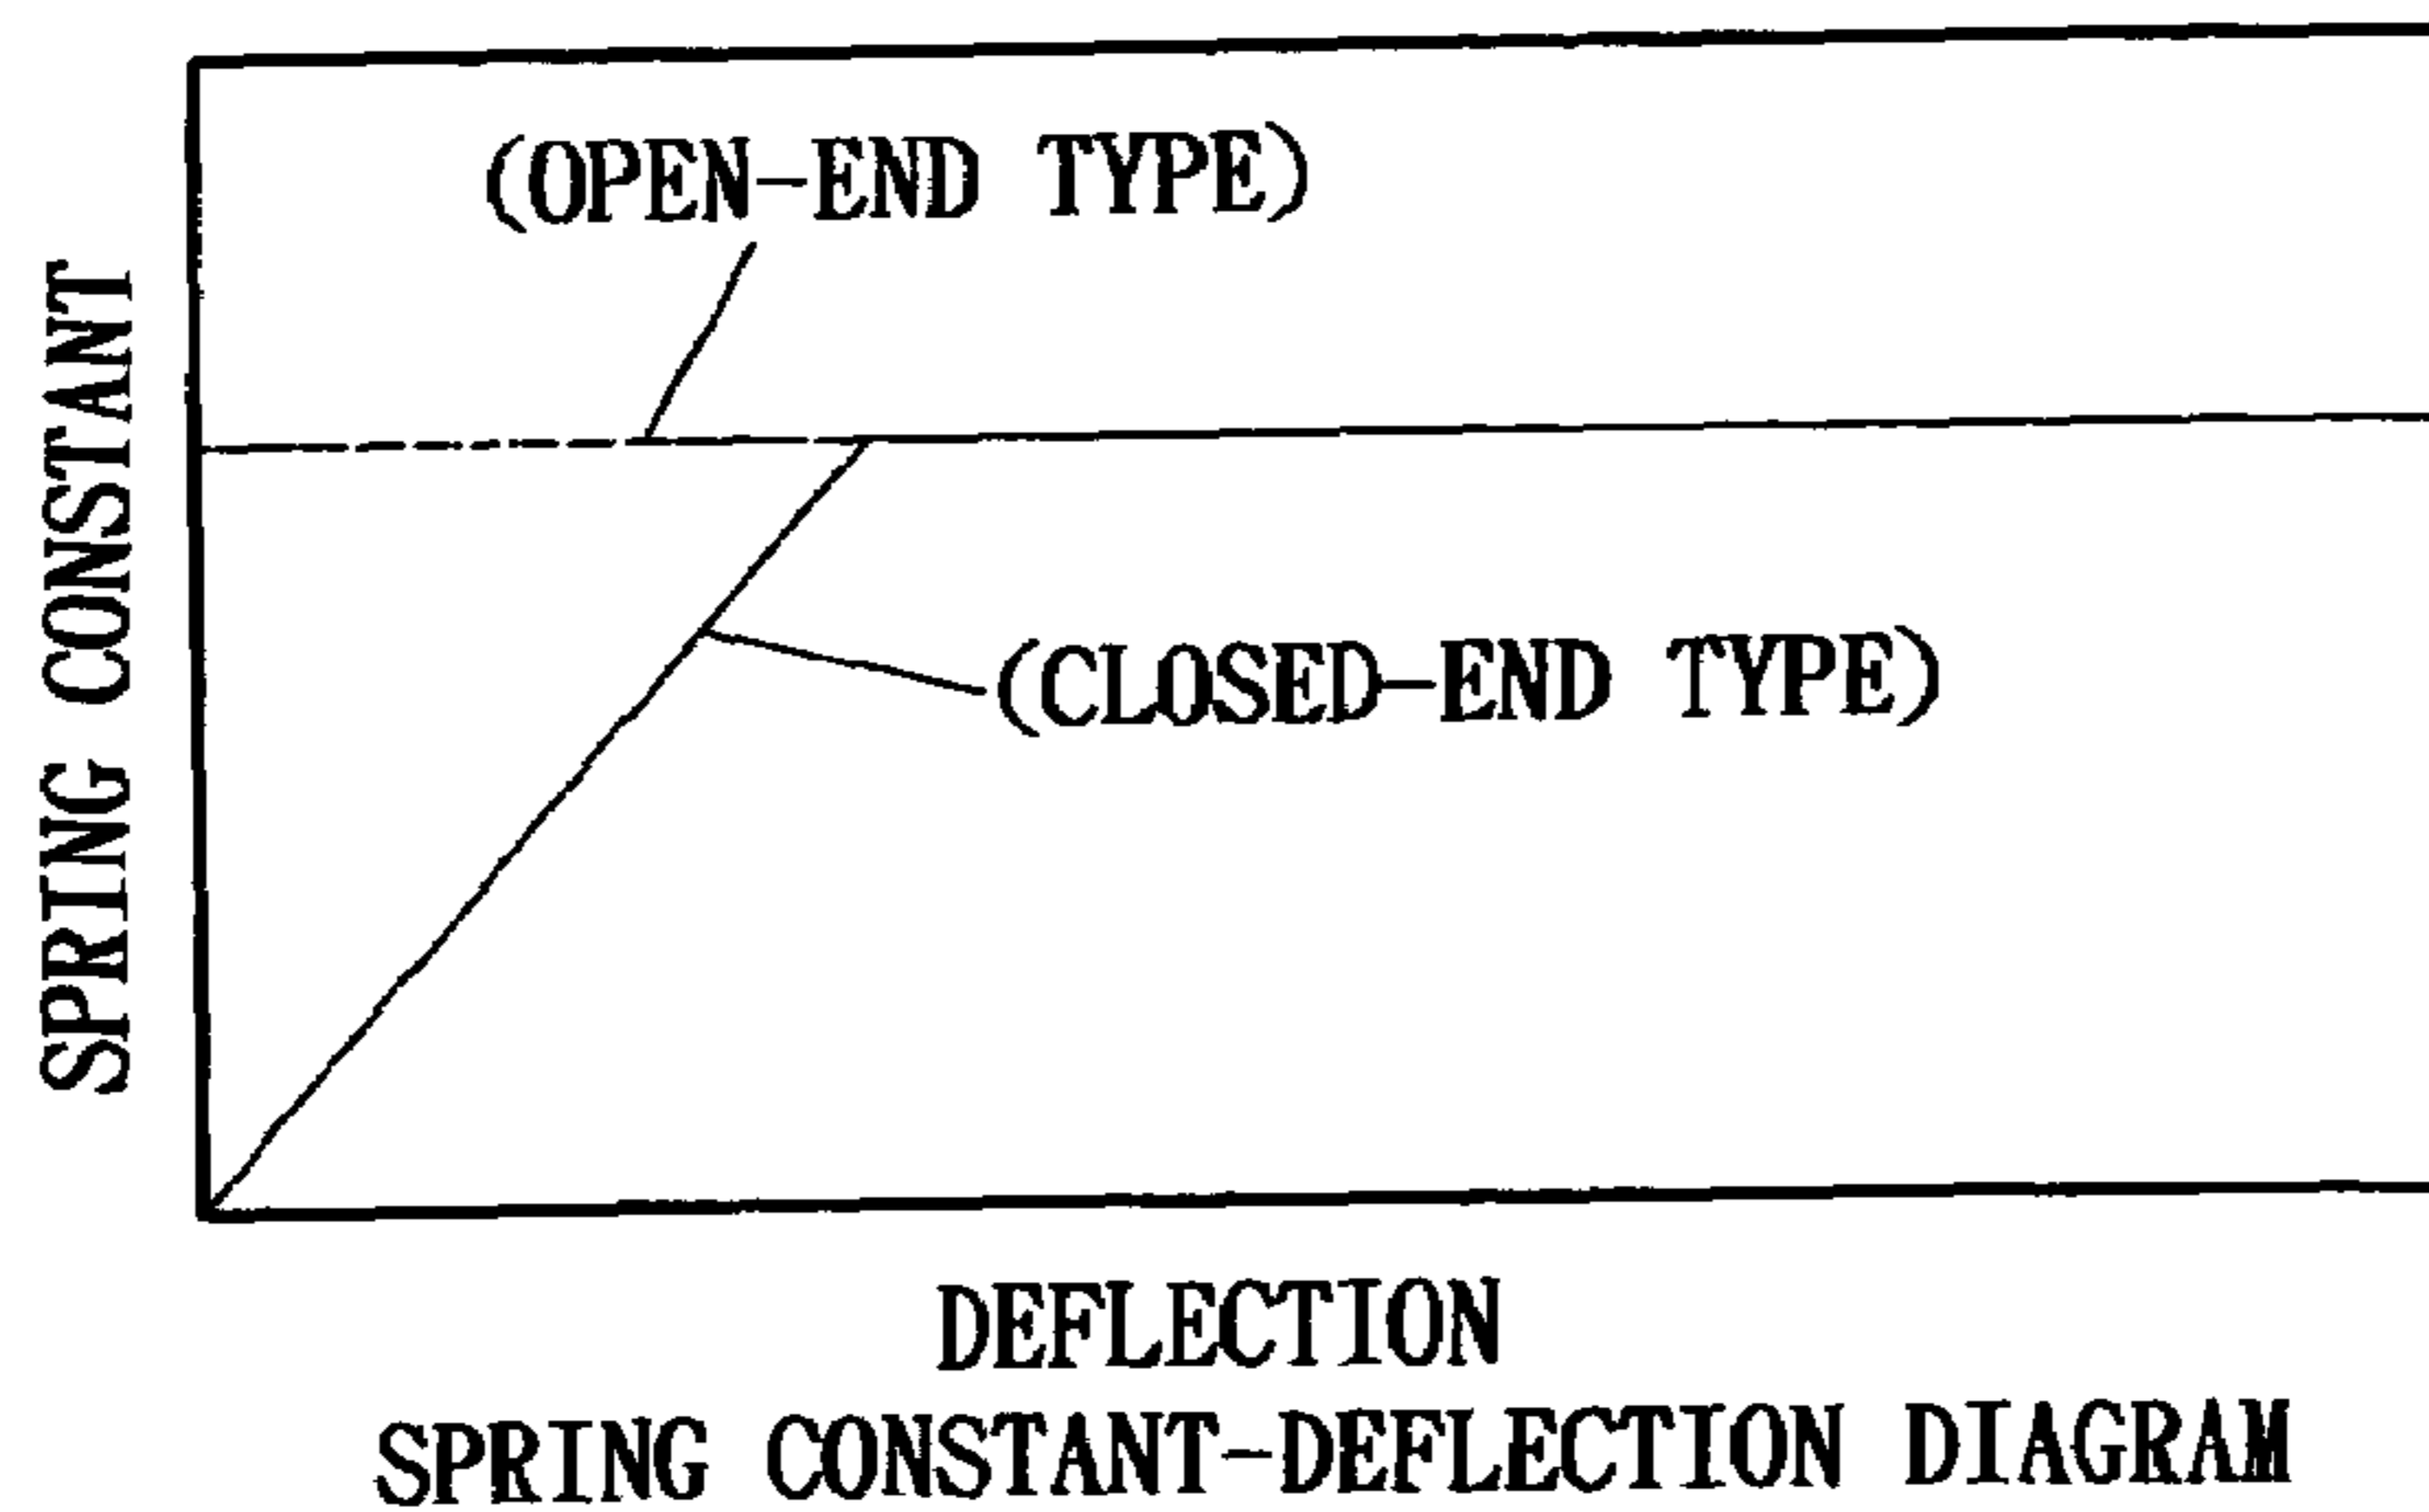 (OPEN-END TYPE)
SPRING CONSTANT
(CLOSED-END TYPE)
DEFLECTION
SPRING CONSTANT-DEFLECTION DIAGRAM